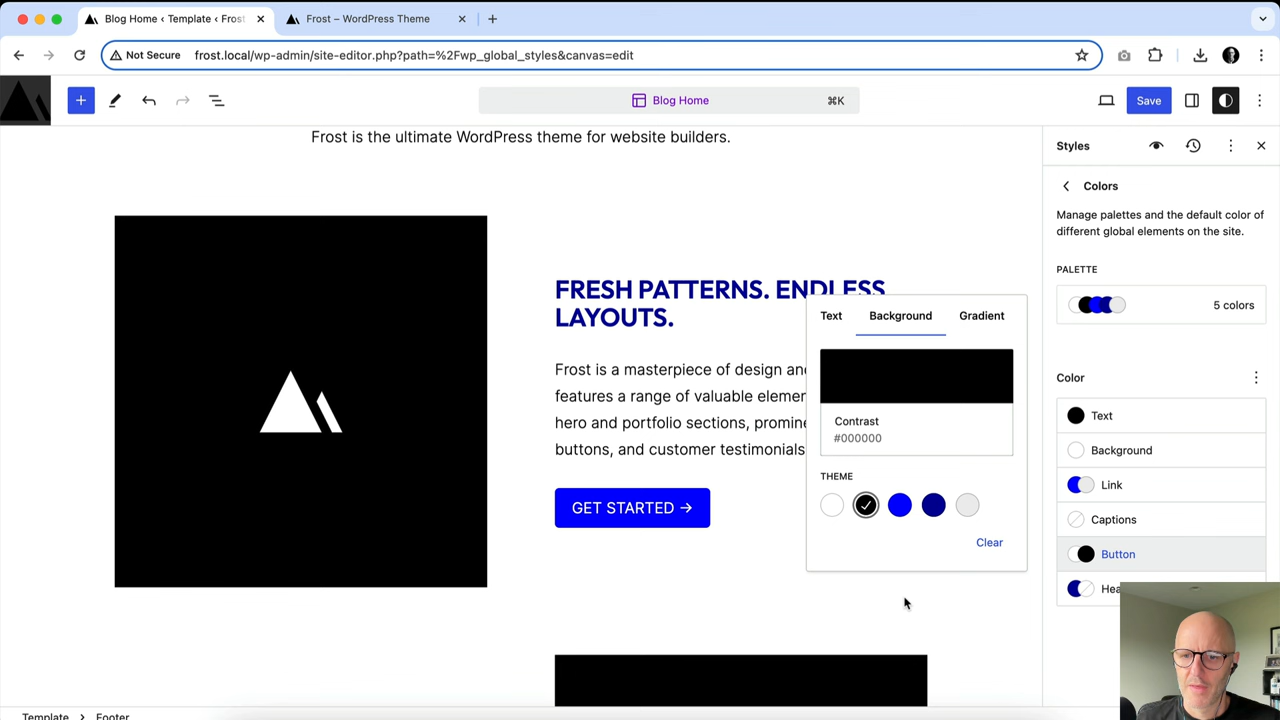 Blog Home ‹ Template ‹ Frost
Frost – WordPress Theme
Not Secure
frost.local/wp-admin/site-editor.php?path=%2Fwp_global_styles&canvas=edit
Blog Home
⌘K
Save
Frost is the ultimate WordPress theme for website builders.
Styles
Colors
Manage palettes and the default color of
different global elements on the site.
PALETTE
5 colors
FRESH PATTERNS. ENDLESS
LAYOUTS.
Frost is a masterpiece of design and
features a range of valuable
hero and portfolio sections,
buttons, and customer testimonials
GET STARTED →
Text
Background
Gradient
Contrast
#000000
THEME
Clear
Color
Text
Background
Link
Captions
Button
Template
Footer